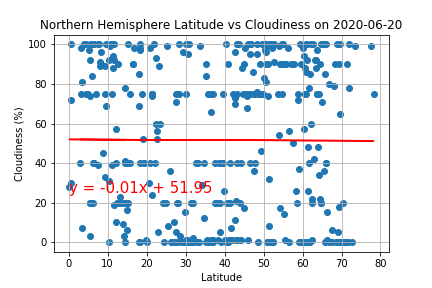 Northern Hemisphere Latitude vs Cloudiness on 2020-06-20
100
80
60
40
20
0
Cloudiness (%)
y = -0.01x + 51.95
0 10 20 30 40 50 60 70 80
Latitude